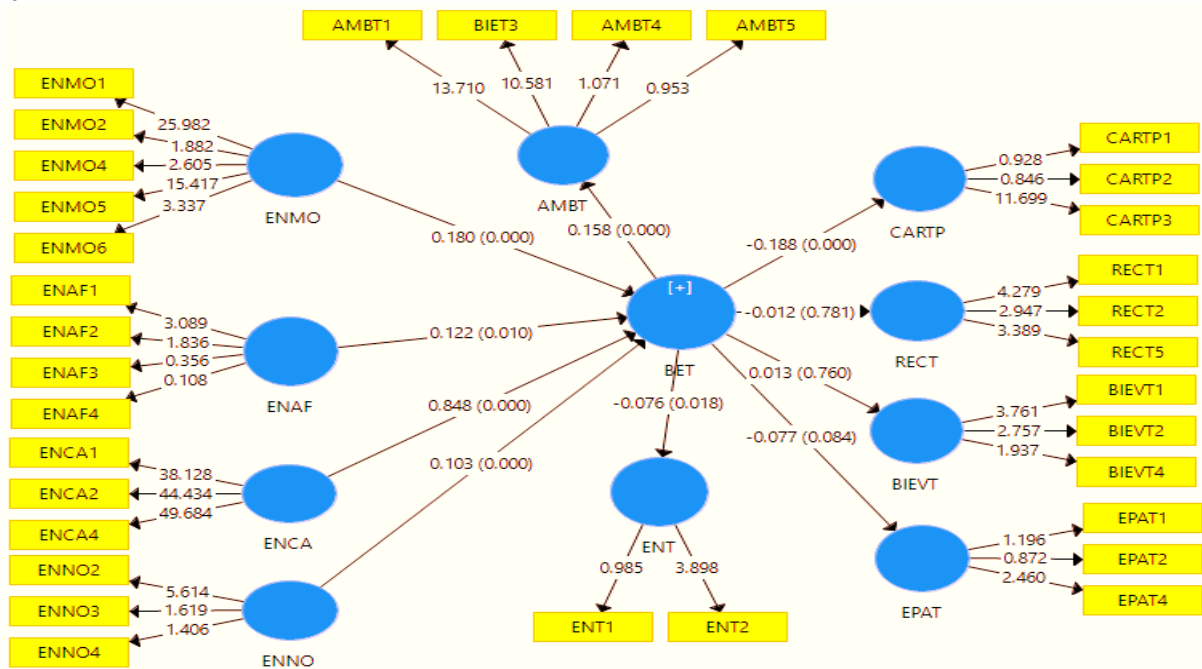 AMBT1
BIET3
AMBT4
AMBT5
13.710
10.581
1.071
0.953
AMBT
0.158 (0.000)
ENMO1
ENMO2
ENMO4
ENMO5
ENMO6
25.982
1.882
2.605
15.417
3.337
ENMO
0.180 (0.000)
ENAF1
ENAF2
ENAF3
ENAF4
3.089
1.836
0.356
0.108
ENAF
0.122 (0.010)
ENCA1
ENCA2
ENCA4
38.128
44.434
49.684
ENCA
0.848 (0.000)
ENNO2
ENNO3
ENNO4
5.614
1.619
1.406
ENNO
0.103 (0.000)
[+]
BET
-0.076 (0.018)
ENT
0.985
3.898
ENT1
ENT2
-0.188 (0.000)
CARTP
0.928
0.846
11.699
CARTP1
CARTP2
CARTP3
-0.012 (0.781)
RECT
4.279
2.947
3.389
RECT1
RECT2
RECT5
0.013 (0.760)
BIEVT
3.761
2.757
1.937
BIEVT1
BIEVT2
BIEVT4
-0.077 (0.084)
EPAT
1.196
0.872
2.460
EPAT1
EPAT2
EPAT4